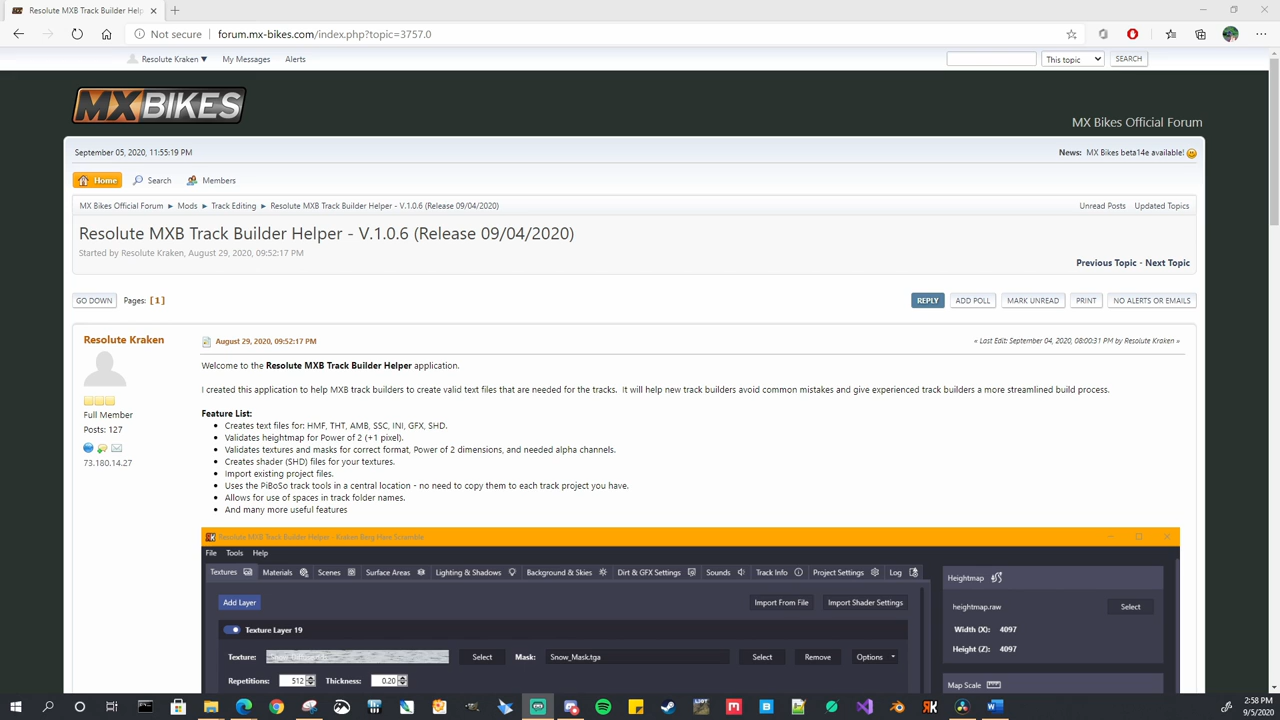 Resolute MXB Track Builder Help
Not secure forum.mx-bikes.com/index.php?topic=3757.0
Resolute Kraken ▼ My Messages Alerts This topic SEARCH
MX BIKES
MX Bikes Official Forum
September 05, 2020, 11:55:19 PM News: MX Bikes beta14e available!
Home Search Members
MX Bikes Official Forum ► Mods ► Track Editing ► Resolute MXB Track Builder Helper - V.1.0.6 (Release 09/04/2020) Unread Posts Updated Topics
Resolute MXB Track Builder Helper - V.1.0.6 (Release 09/04/2020)
Started by Resolute Kraken, August 29, 2020, 09:52:17 PM
Previous Topic - Next Topic
GO DOWN Pages: [1] REPLY ADD POLL MARK UNREAD PRINT NO ALERTS OR EMAILS
Resolute Kraken
Full Member
Posts: 127
73.180.14.27
August 29, 2020, 09:52:17 PM « Last Edit: September 04, 2020, 08:00:31 PM by Resolute Kraken »
Welcome to the Resolute MXB Track Builder Helper application.
I created this application to help MXB track builders to create valid text files that are needed for the tracks. It will help new track builders avoid common mistakes and give experienced track builders a more streamlined build process.
Feature List:
• Creates text files for: HMF, THT, AMB, SSC, INI, GFX, SHD.
• Validates heightmap for Power of 2 (+1 pixel).
• Validates textures and masks for correct format, Power of 2 dimensions, and needed alpha channels.
• Creates shader (SHD) files for your textures.
• Import existing project files.
• Uses the PiBoSo track tools in a central location - no need to copy them to each track project you have.
• Allows for use of spaces in track folder names.
• And many more useful features
Resolute MXB Track Builder Helper - Kraken Berg Hare Scramble
File Tools Help
Textures Materials Scenes Surface Areas Lighting & Shadows Background & Skies Dirt & GFX Settings Sounds Track Info Project Settings Log
Add Layer Import From File Import Shader Settings
Texture Layer 19
Texture: Select Mask: Snow_Mask.tga Select Remove Options
Repetitions: 512 Thickness: 0.20
Heightmap
heightmap.raw Select
Width (X): 4097
Height (Z): 4097
Map Scale
2:58 PM
9/5/2020